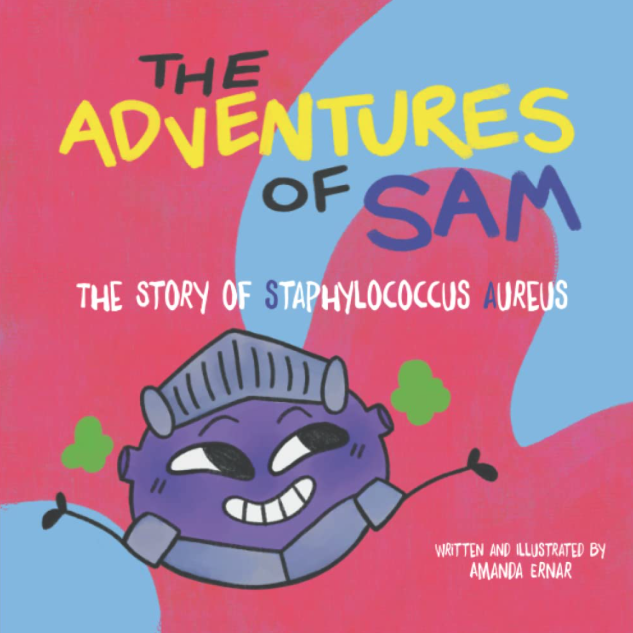 THE
ADVENTURES
OF SAM
THE STORY OF STAPHYLOCOCCUS AUREUS
WRITTEN AND ILLUSTRATED BY
AMANDA ERNAR